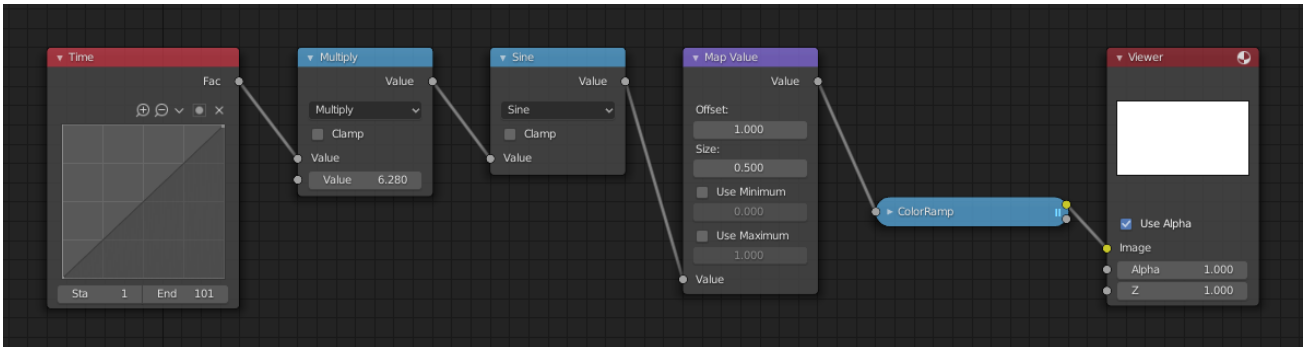 Time
Fac
Sta 1 End 101
Multiply
Value
Multiply
Clamp
Value
Value 6.280
Sine
Value
Sine
Clamp
Value
Map Value
Value
Offset:
1.000
Size:
0.500
Use Minimum
0.000
Use Maximum
1.000
Value
ColorRamp
Viewer
Use Alpha
Image
Alpha 1.000
Z 1.000